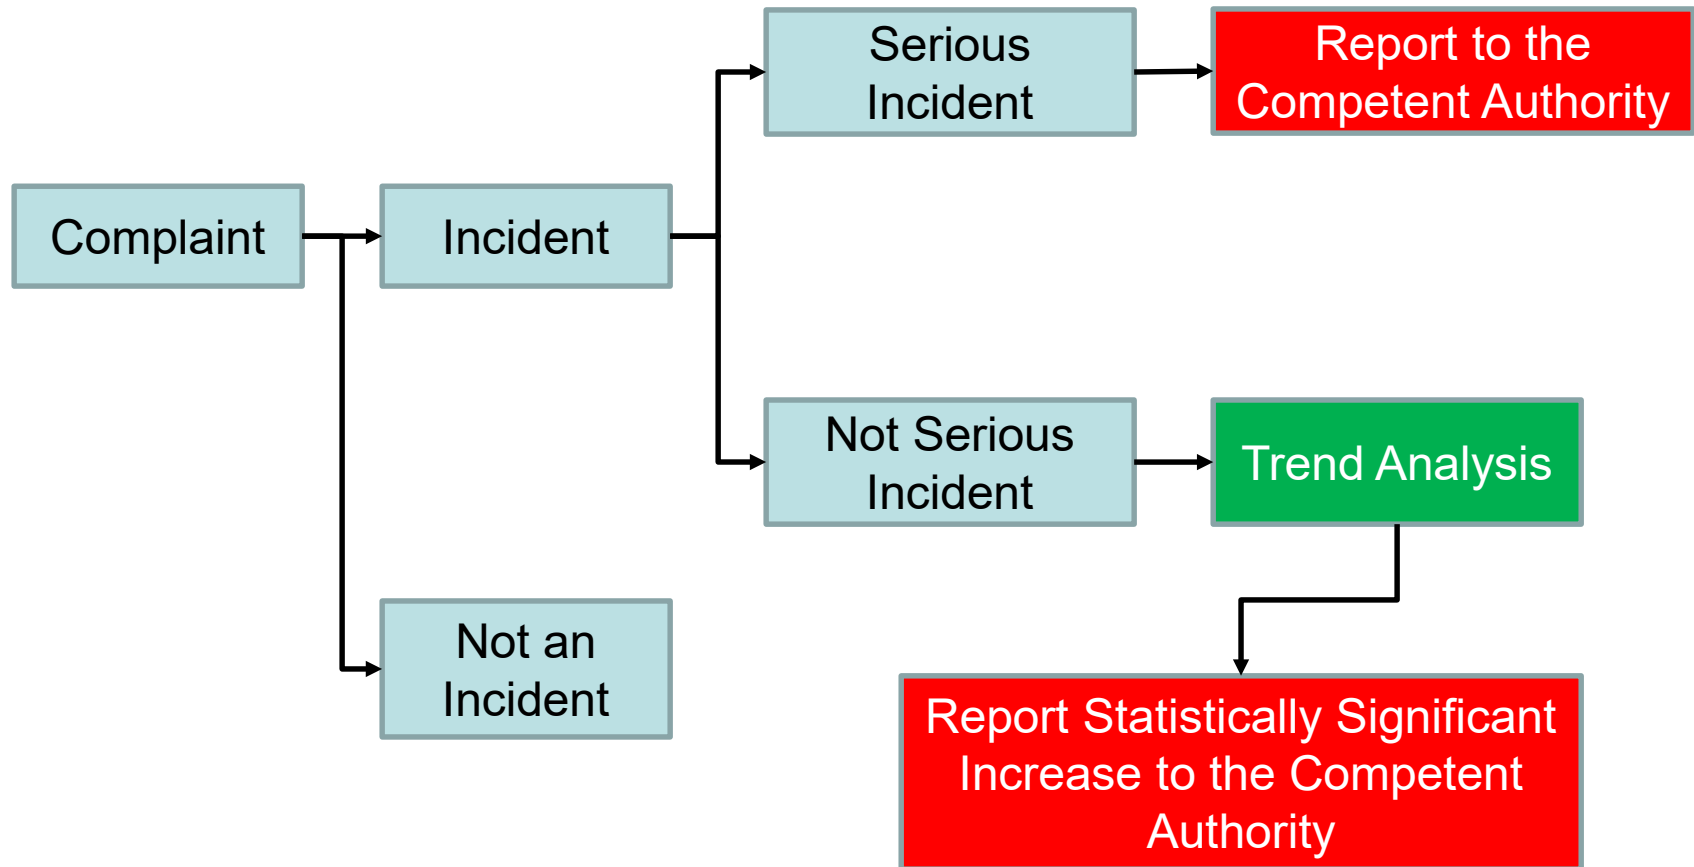 Serious
Incident
Report to the
Competent Authority
Complaint
Incident
Not Serious
Incident
Trend Analysis
Not an
Incident
Report Statistically Significant
Increase to the Competent
Authority